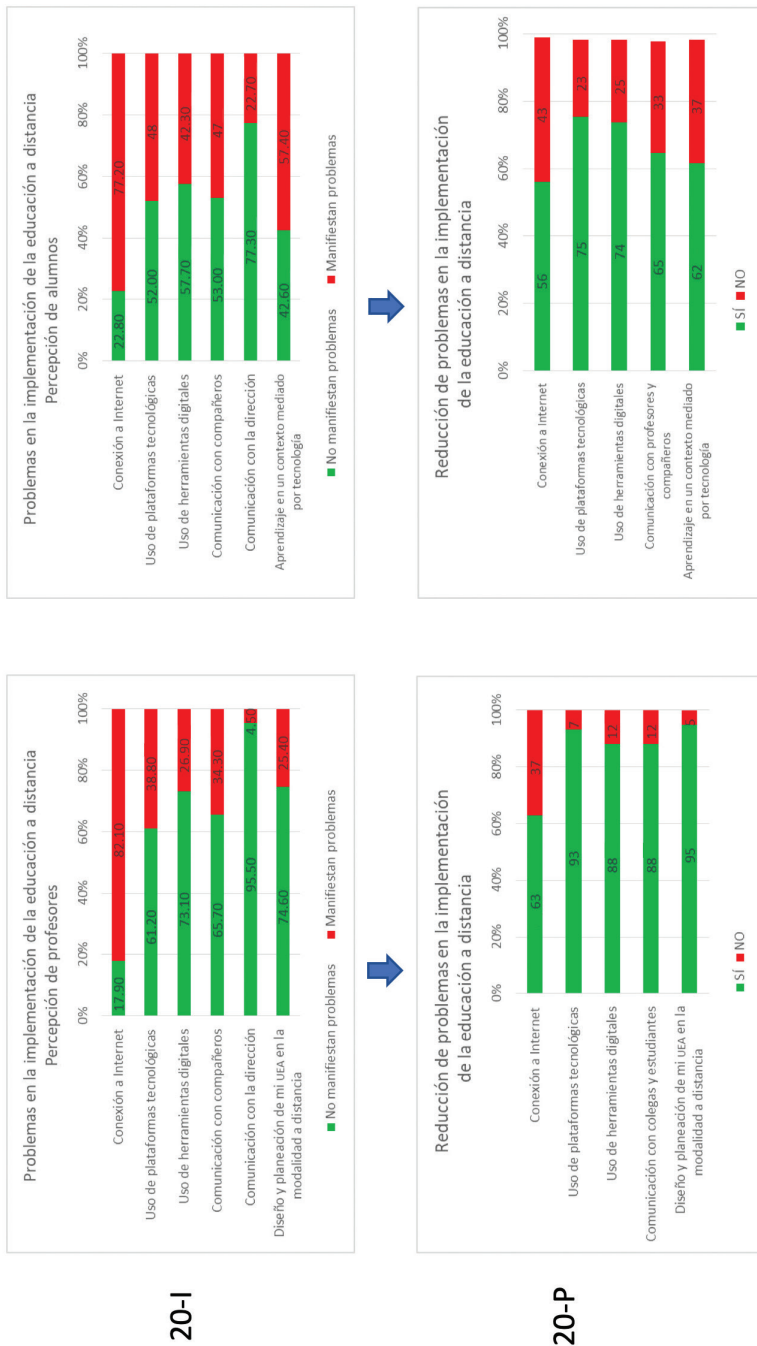 20-I
Problemas en la implementación de la educación a distancia
Percepción de profesores
0% 20% 40% 60% 80% 100%
Conexión a Internet 17.90 82.10
Uso de plataformas tecnológicas 61.20 38.80
Uso de herramientas digitales 73.10 26.90
Comunicación con compañeros 65.70 34.30
Comunicación con la dirección 95.50 4.50
Diseño y planeación de mi UEA en la
modalidad a distancia 74.60 25.40
No manifiestan problemas Manifiestan problemas
Problemas en la implementación de la educación a distancia
Percepción de alumnos
0% 20% 40% 60% 80% 100%
Conexión a Internet 22.80 77.20
Uso de plataformas tecnológicas 52.00 48
Uso de herramientas digitales 57.70 42.30
Comunicación con compañeros 53.00 47
Comunicación con la dirección 77.30 22.70
Aprendizaje en un contexto mediado
por tecnología 42.60 57.40
No manifiestan problemas Manifiestan problemas
20-P
Reducción de problemas en la implementación
de la educación a distancia
0% 20% 40% 60% 80% 100%
Conexión a Internet 63 37
Uso de plataformas tecnológicas 93 7
Uso de herramientas digitales 88 12
Comunicación con colegas y estudiantes 88 12
Diseño y planeación de mi UEA en la
modalidad a distancia 95 5
SÍ NO
Reducción de problemas en la implementación
de la educación a distancia
0% 20% 40% 60% 80% 100%
Conexión a Internet 56 43
Uso de plataformas tecnológicas 75 23
Uso de herramientas digitales 74 25
Comunicación con profesores y
compañeros 65 33
Aprendizaje en un contexto mediado
por tecnología 62 37
SÍ NO